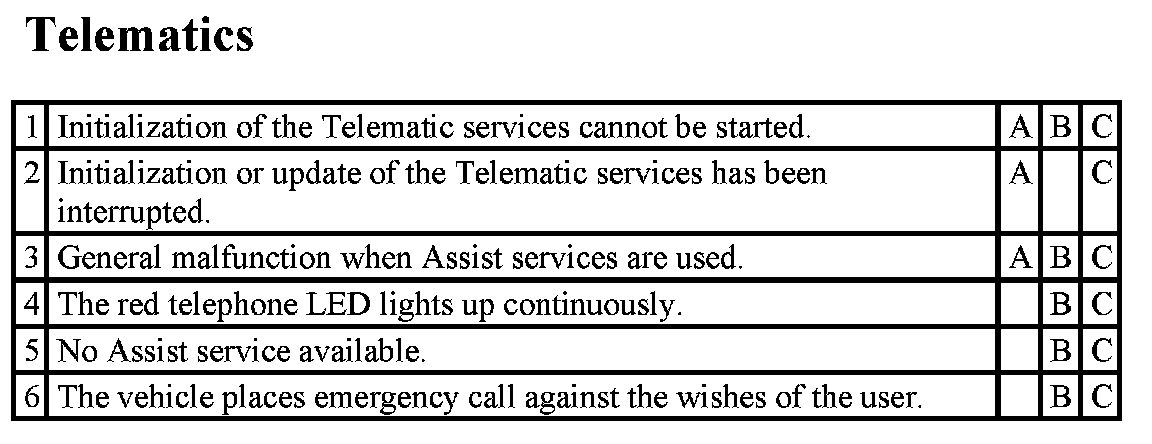 Telematics
1 Initialization of the Telematic services cannot be started. A B C
2 Initialization or update of the Telematic services has been A C
interrupted.
3 General malfunction when Assist services are used. A B C
4 The red telephone LED lights up continuously. B C
5 No Assist service available. B C
6 The vehicle places emergency call against the wishes of the user. B C